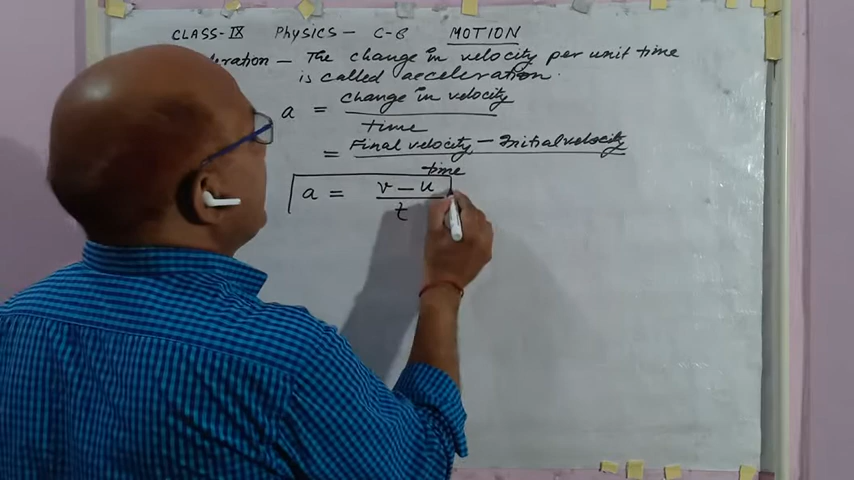 CLASS-IX Physics - C-8 MOTION
leration - The change in velocity per unit time
is called acceleration.
a = change in velocity
time
= Final velocity - Initial velocity
time
a = v - u
t